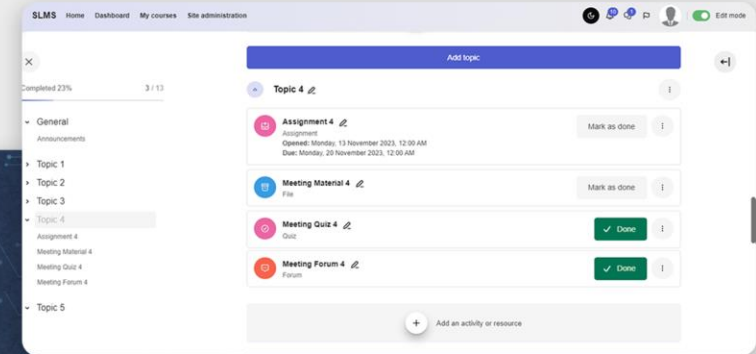 SLMS Home Dashboard My courses Site administration
Edit mode
Add topic
Completed 23% 3 / 13
General
Announcements
Topic 1
Topic 2
Topic 3
Topic 4
Assignment 4
Meeting Material 4
Meeting Quiz 4
Meeting Forum 4
Topic 5
Topic 4
Assignment 4
Assignment
Opened: Monday, 13 November 2023, 12:00 AM
Due: Monday, 20 November 2023, 12:00 AM
Mark as done
Meeting Material 4
File
Mark as done
Meeting Quiz 4
Quiz
Done
Meeting Forum 4
Forum
Done
Add an activity or resource